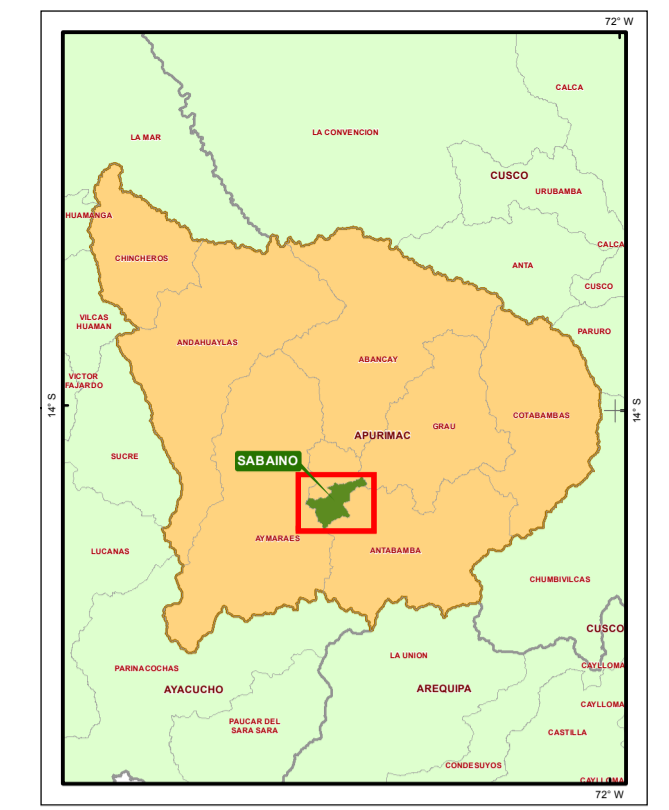 72° W
CALCA
LA CONVENCION
LA MAR
CUSCO
URUBAMBA
HUAMANGA
CALCA
CHINCHEROS
ANTA
CUSCO
VILCAS
HUAMAN
PARURO
ANDAHUAYLAS
ABANCAY
VICTOR
FAJARDO
14° S
14° S
COTABAMBAS
GRAU
APURIMAC
SUCRE
SABAINO
AYMARAES
ANTABAMBA
LUCANAS
CHUMBIVILCAS
CUSCO
LA UNION
CAYLLOMA
PARINACOCHAS
AYACUCHO
AREQUIPA
CAYLLOMA
PAUCAR DEL
SARA SARA
CASTILLA
CONDESUYOS
CAYLLOMA
72° W